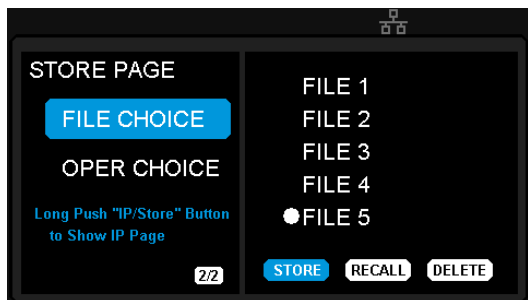 STORE PAGE
FILE CHOICE
OPER CHOICE
Long Push "IP/Store" Button
to Show IP Page
2/2
FILE 1
FILE 2
FILE 3
FILE 4
FILE 5
STORE RECALL DELETE